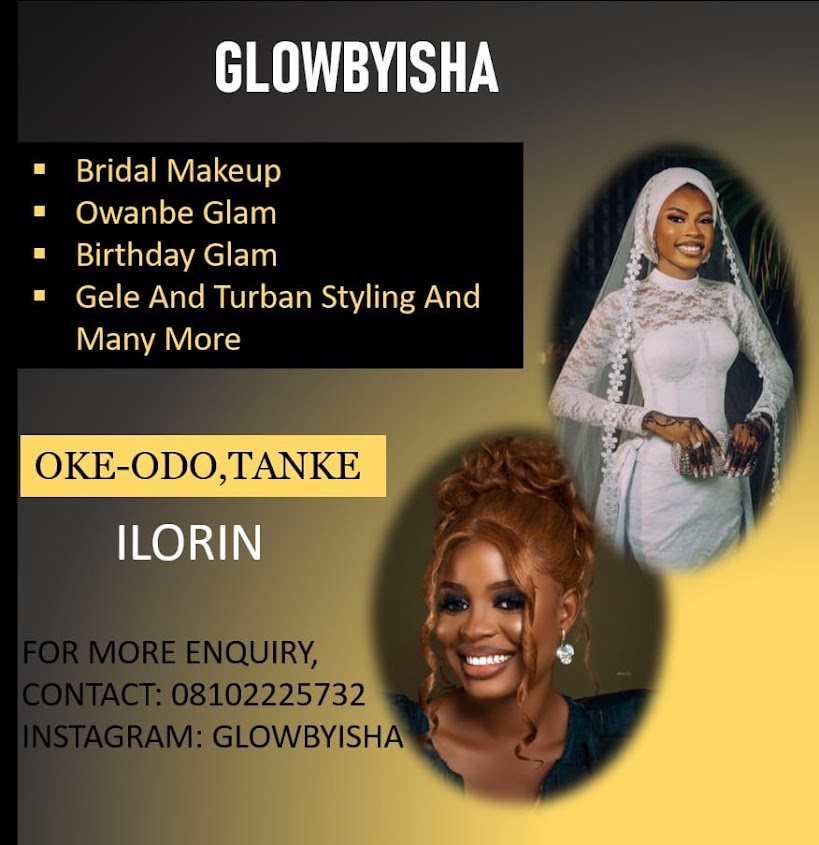 GLOWBYISHA
▪ Bridal Makeup
▪ Owanbe Glam
▪ Birthday Glam
▪ Gele And Turban Styling And
Many More
OKE-ODO,TANKE
ILORIN
FOR MORE ENQUIRY,
CONTACT: 08102225732
INSTAGRAM: GLOWBYISHA